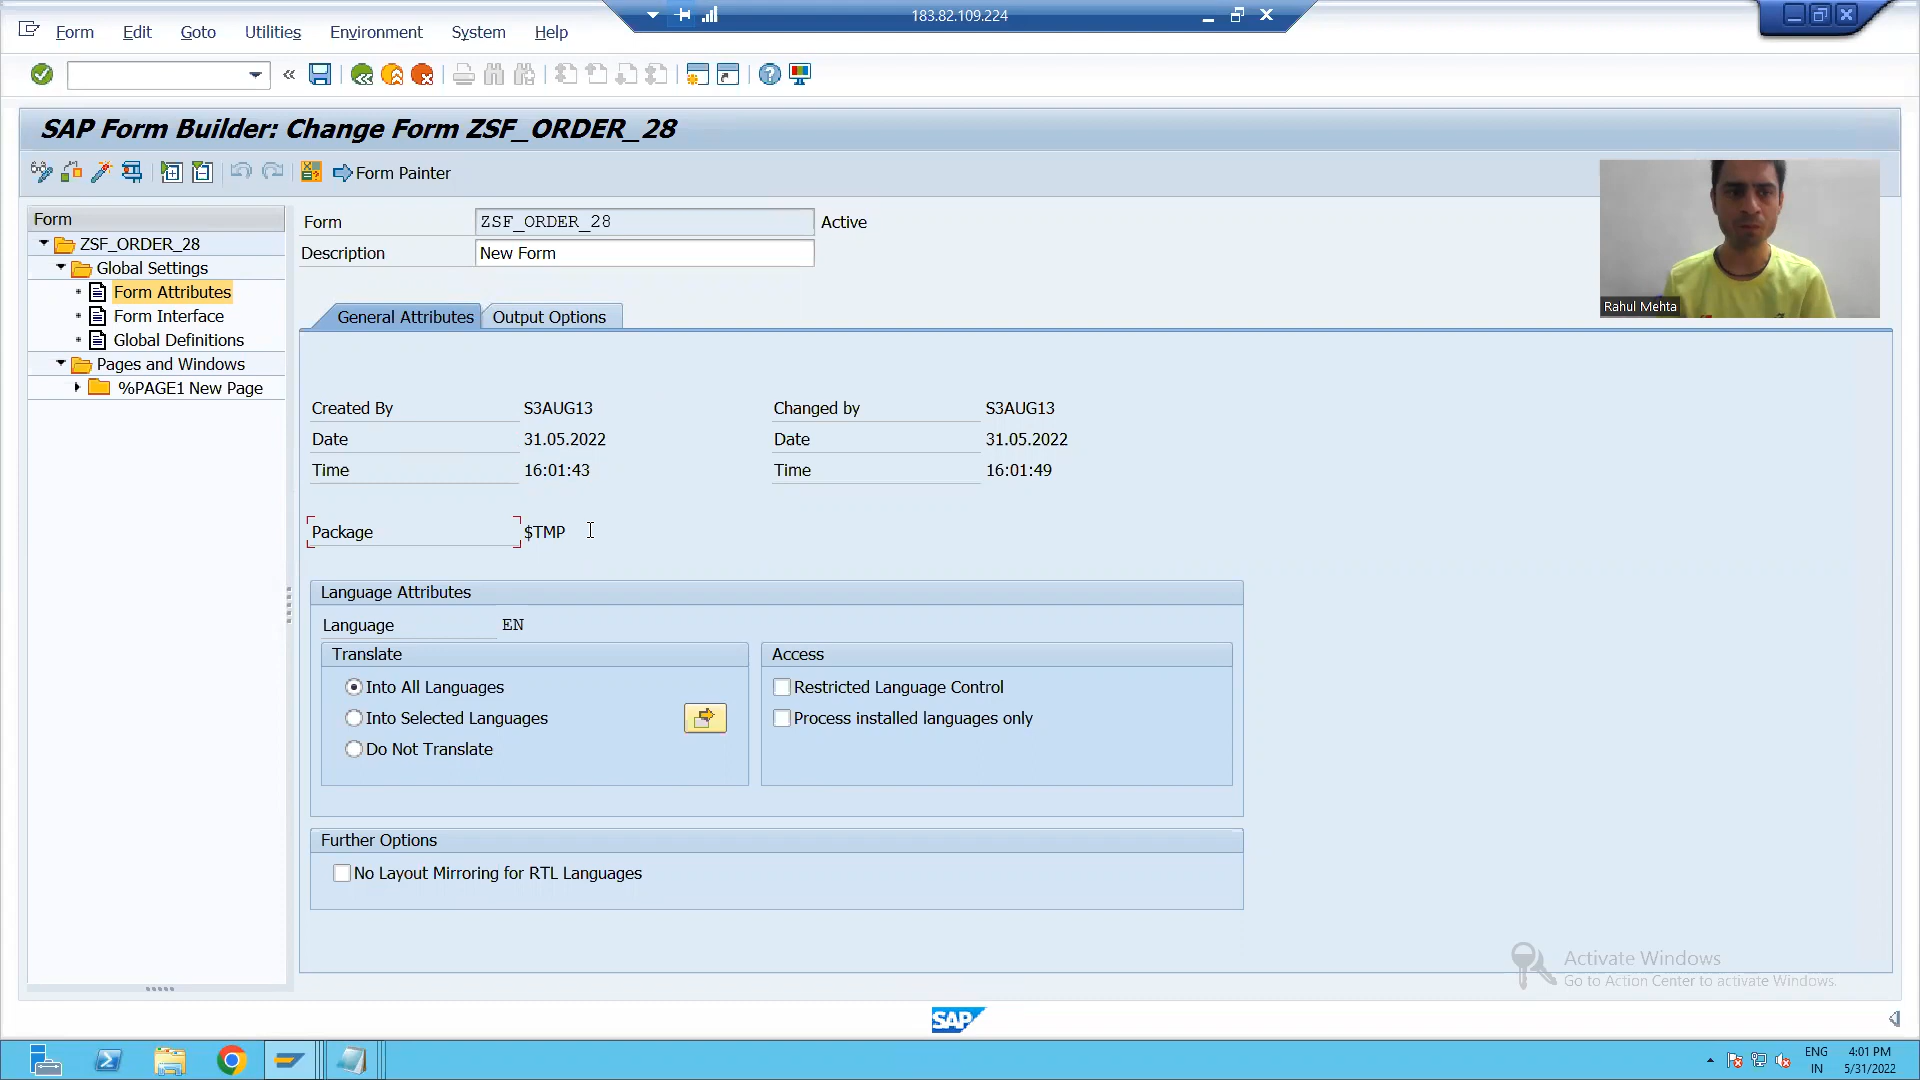 183.82.109.224
Form Edit Goto Utilities Environment System Help
SAP Form Builder: Change Form ZSF_ORDER_28
Form Painter
Form
ZSF_ORDER_28
Global Settings
Form Attributes
Form Interface
Global Definitions
Pages and Windows
%PAGE1 New Page
Form ZSF_ORDER_28 Active
Description New Form
General Attributes Output Options
Created By S3AUG13 Changed by S3AUG13
Date 31.05.2022 Date 31.05.2022
Time 16:01:43 Time 16:01:49
Package $TMP
Language Attributes
Language EN
Translate
Into All Languages
Into Selected Languages
Do Not Translate
Access
Restricted Language Control
Process installed languages only
Further Options
No Layout Mirroring for RTL Languages
Rahul Mehta
Activate Windows
Go to Action Center to activate Windows.
SAP
ENG 4:01 PM
IN 5/31/2022